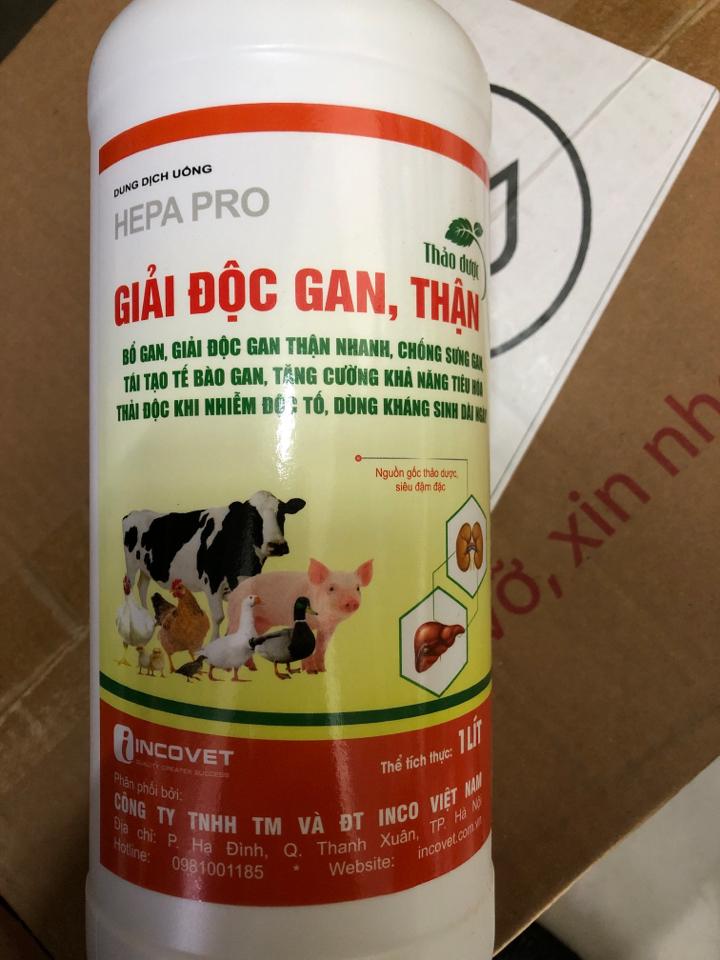 DUNG DỊCH UỐNG
HEPA PRO
Thảo dược
GIẢI ĐỘC GAN, THẬN
BỔ GAN, GIẢI ĐỘC GAN THẬN NHANH, CHỐNG SƯNG GAN,
TÁI TẠO TẾ BÀO GAN, TĂNG CƯỜNG KHẢ NĂNG TIÊU HÓA
THẢI ĐỘC KHI NHIỄM ĐỘC TỐ, DÙNG KHÁNG SINH DÀI NGÀY
Nguồn gốc thảo dược,
siêu đậm đặc
INCOVET
QUALITY CREATES SUCCESS
Thể tích thực: 1 LÍT
Phân phối bởi:
CÔNG TY TNHH TM VÀ ĐT INCO VIỆT NAM
Địa chỉ: P. Hạ Đình, Q. Thanh Xuân, TP. Hà Nội
Hotline: 0981001185 * Website: incovet.com.vn
vỡ, xin nh